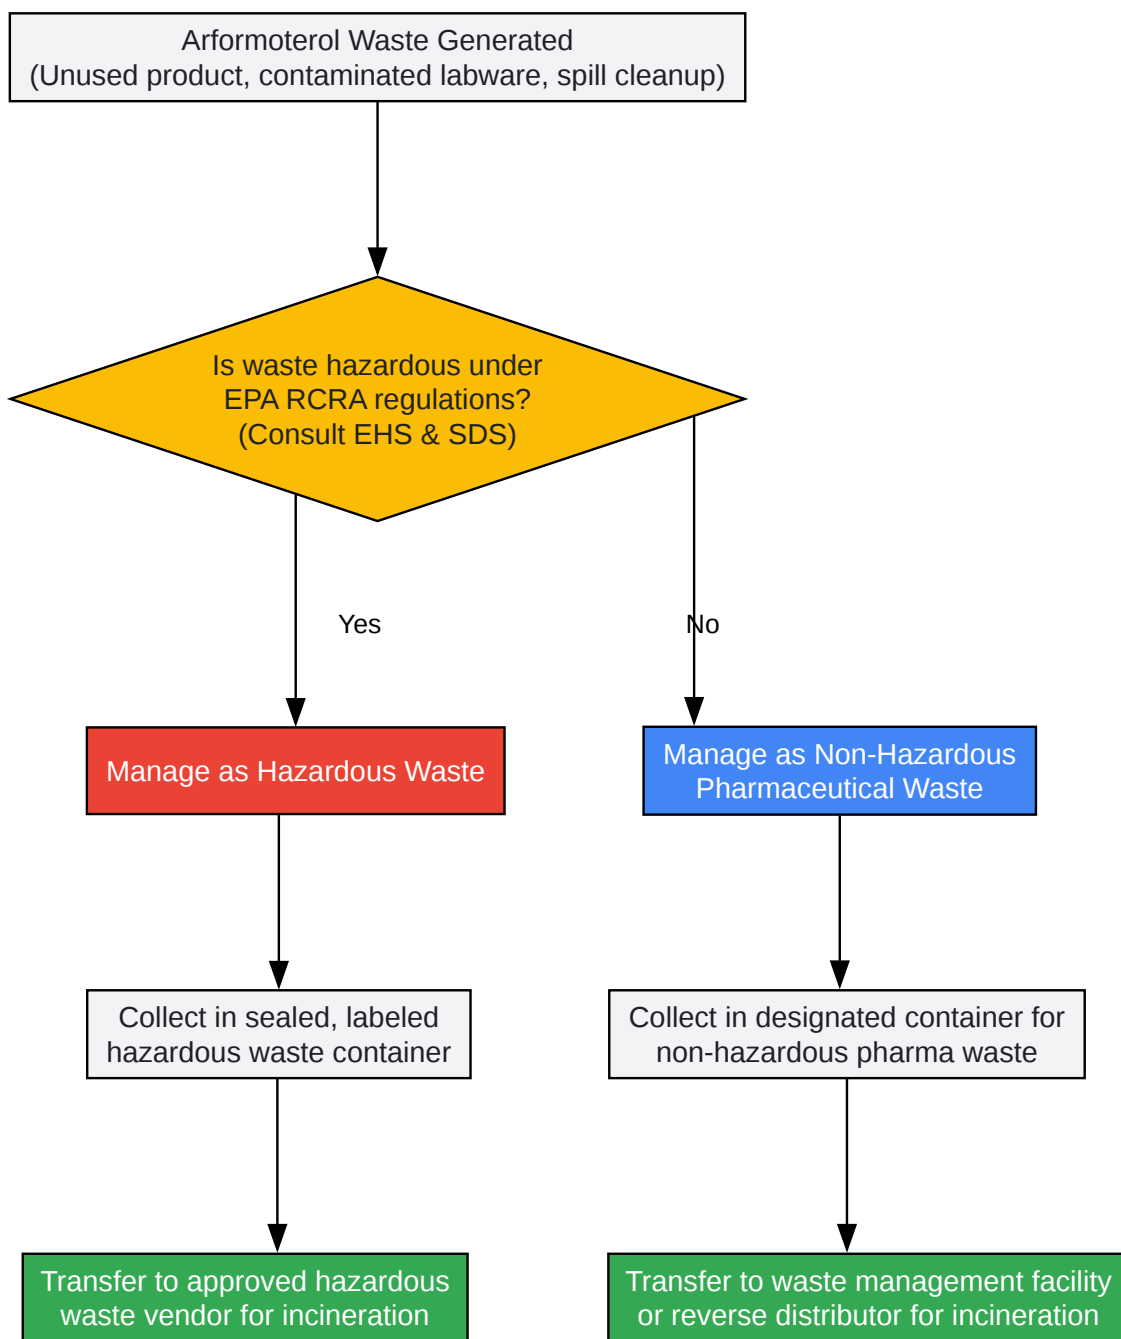 Arformoterol Waste Generated
(Unused product, contaminated labware, spill cleanup)
Is waste hazardous under
EPA RCRA regulations?
(Consult EHS & SDS)
Yes
No
Manage as Hazardous Waste
Manage as Non-Hazardous
Pharmaceutical Waste
Collect in sealed, labeled
hazardous waste container
Collect in designated container for
non-hazardous pharma waste
Transfer to approved hazardous
waste vendor for incineration
Transfer to waste management facility
or reverse distributor for incineration